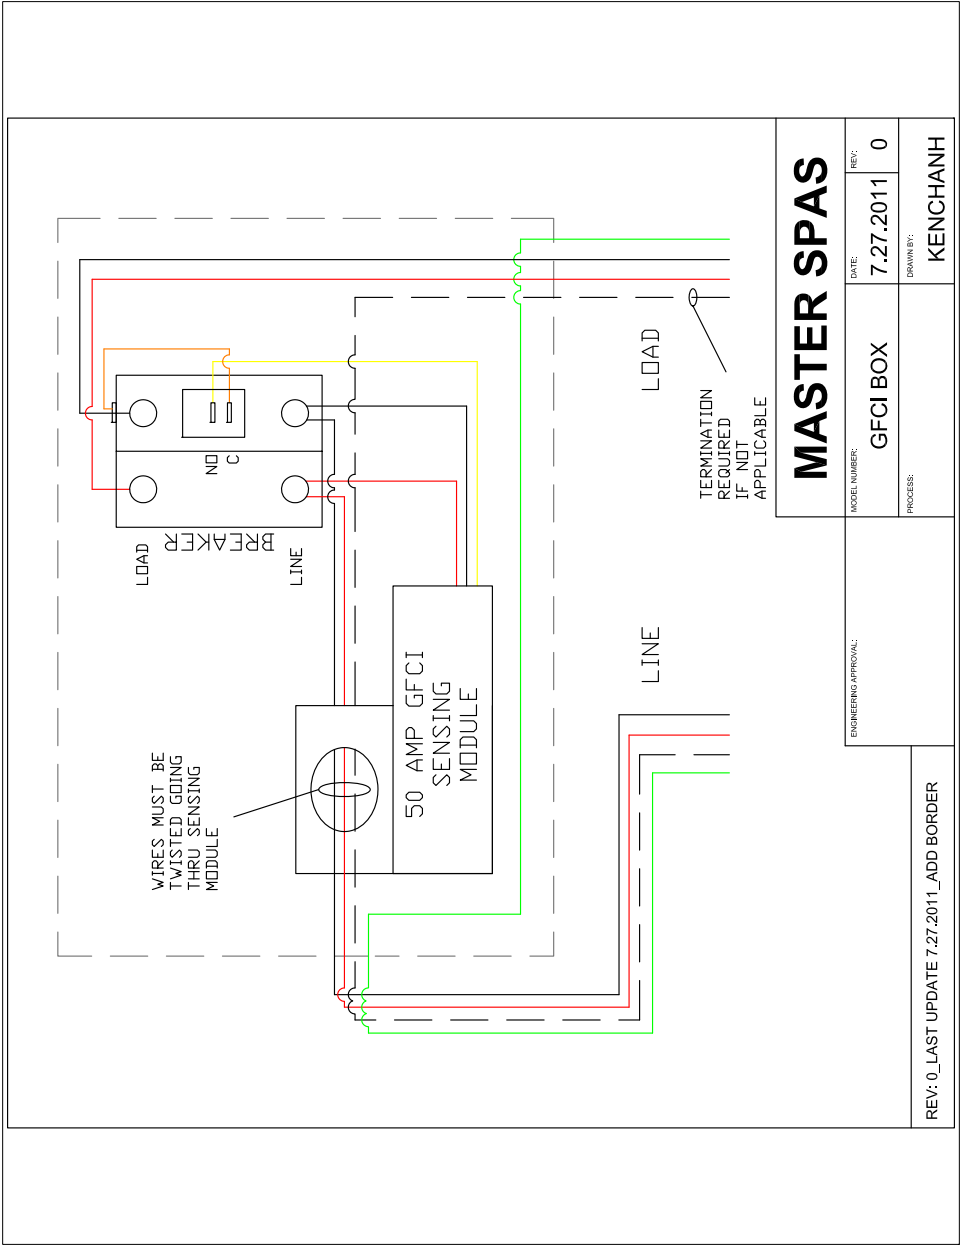 LOAD
BREAKER
LINE
NO
C
WIRES MUST BE
TWISTED GOING
THRU SENSING
MODULE
50 AMP GFCI
SENSING
MODULE
LINE
LOAD
TERMINATION
REQUIRED
IF NOT
APPLICABLE
MASTER SPAS
MODEL NUMBER:
GFCI BOX
DATE:
7.27.2011
REV:
0
ENGINEERING APPROVAL:
PROCESS:
DRAWN BY:
KENCHANH
REV: 0_LAST UPDATE 7.27.2011_ADD BORDER